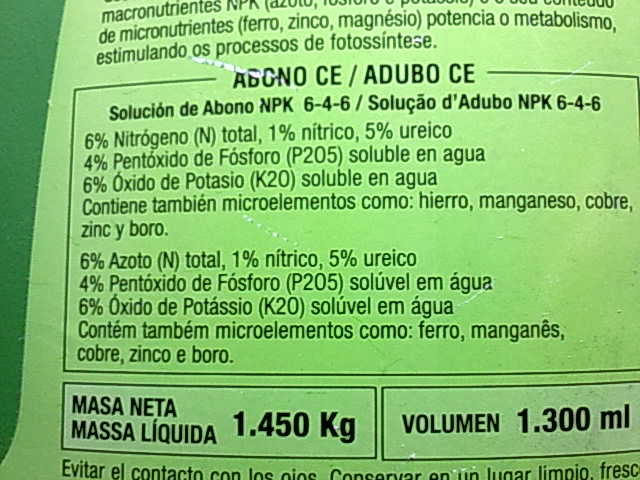 macronutrientes NPK
de micronutrientes (ferro, zinco, magnésio) potencia o metabolismo,
estimulando os processos de fotossíntese.
ABONO CE / ADUBO CE
Solución de Abono NPK 6-4-6 / Solução d'Adubo NPK 6-4-6
6% Nitrógeno (N) total, 1% nítrico, 5% ureico
4% Pentóxido de Fósforo (P2O5) soluble en agua
6% Óxido de Potasio (K2O) soluble en agua
Contiene también microelementos como: hierro, manganeso, cobre,
zinc y boro.
6% Azoto (N) total, 1% nítrico, 5% ureico
4% Pentóxido de Fósforo (P2O5) solúvel em água
6% Óxido de Potássio (K2O) solúvel em água
Contém também microelementos como: ferro, manganês,
cobre, zinco e boro.
MASA NETA
MASSA LÍQUIDA 1.450 Kg
VOLUMEN 1.300 ml
Evitar el contacto con los ojos. Conservar en un lugar limpio, fresc